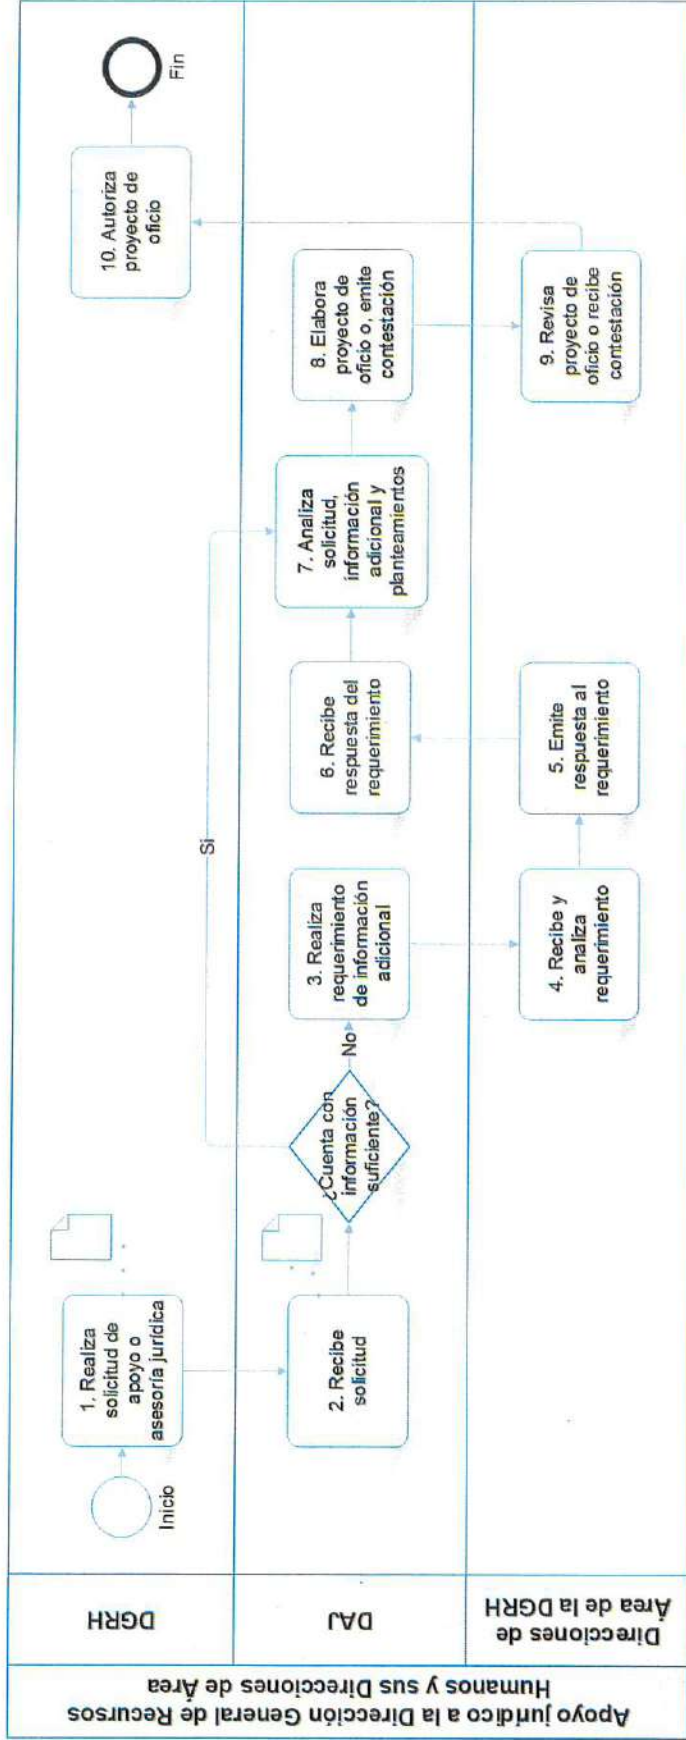 Apoyo jurídico a la Dirección General de Recursos
Humanos y sus Direcciones de Área
DGRH
Inicio
1. Realiza
solicitud de
apoyo o
asesoría jurídica
Si
10. Autoriza
proyecto de
oficio
Fin
DAJ
2. Recibe
solicitud
¿Cuenta con
información
suficiente?
No
3. Realiza
requerimiento
de información
adicional
6. Recibe
respuesta del
requerimiento
7. Analiza
solicitud,
información
adicional y
planteamientos
8. Elabora
proyecto de
oficio o, emite
contestación
Direcciones de
Área de la DGRH
4. Recibe y
analiza
requerimiento
5. Emite
respuesta al
requerimiento
9. Revisa
proyecto de
oficio o recibe
contestación